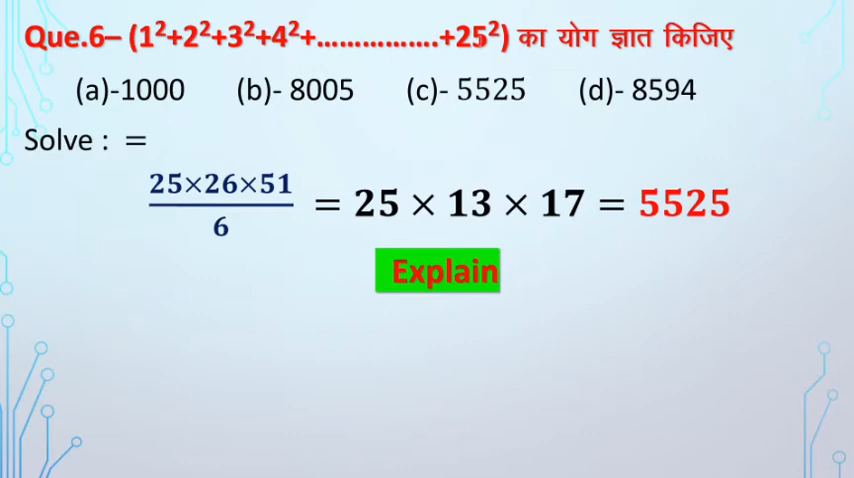 Que.6– (1²+2²+3²+4²+…………….+25²) का योग ज्ञात किजिए
(a)-1000 (b)- 8005 (c)- 5525 (d)- 8594
Solve : =
25×26×51
6
= 25 × 13 × 17 = 5525
Explain